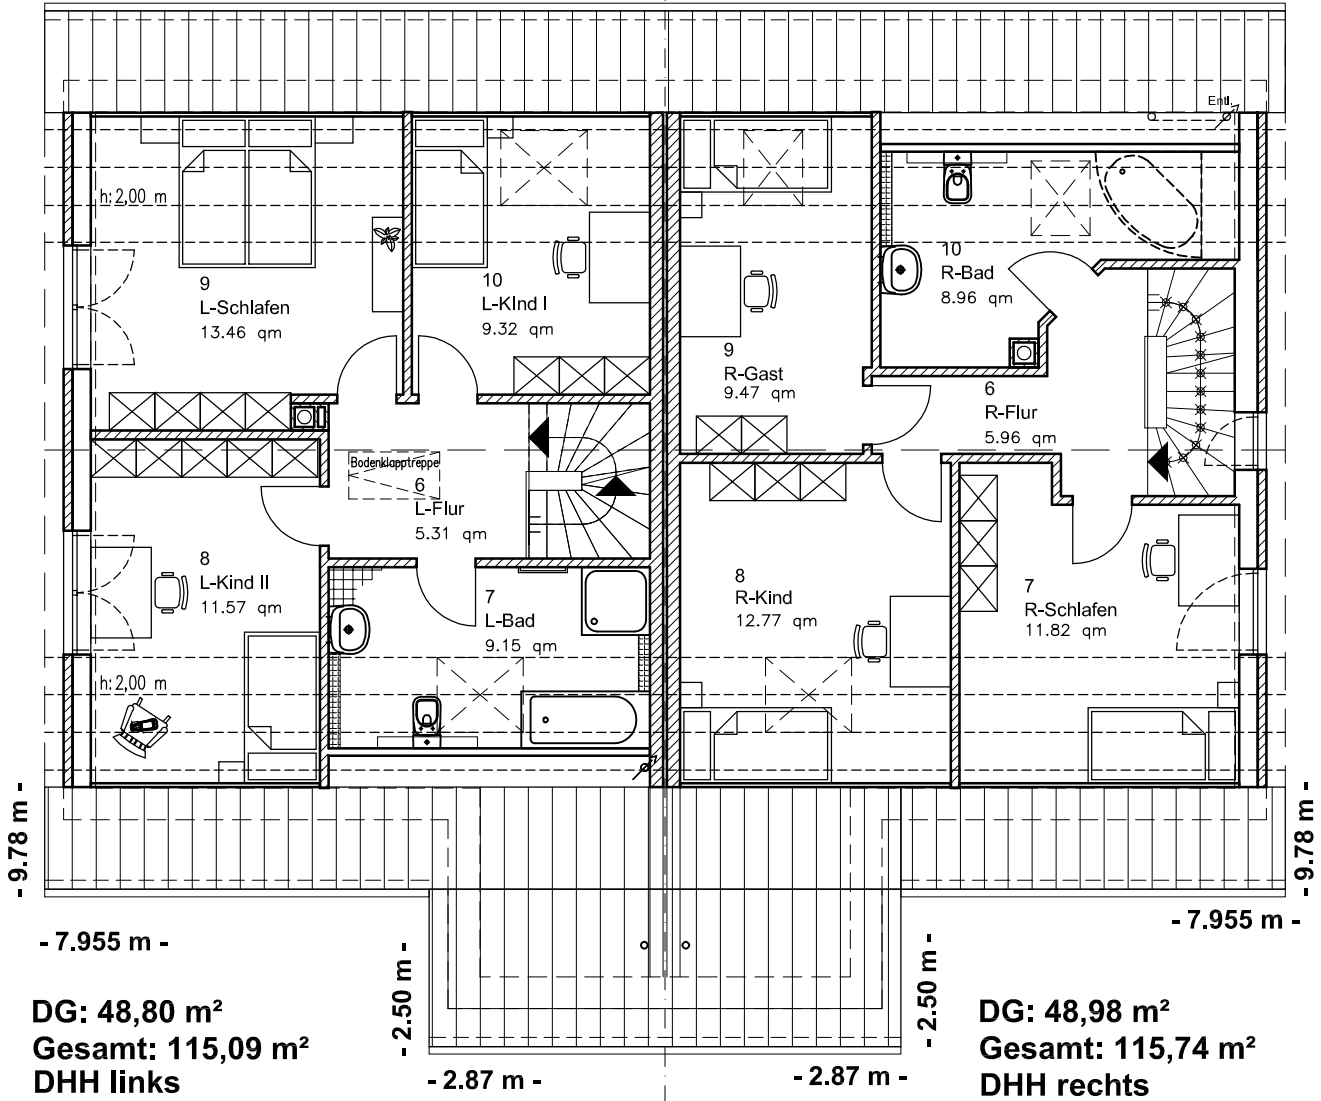 Entl.
h: 2,00 m
9
L-Schlafen
13.46 qm
10
L-KInd I
9.32 qm
9
R-Gast
9.47 qm
10
R-Bad
8.96 qm
6
R-Flur
5.96 qm
Bodenklapptreppe
6
L-Flur
5.31 qm
8
L-Kind II
11.57 qm
h: 2,00 m
7
L-Bad
9.15 qm
8
R-Kind
12.77 qm
7
R-Schlafen
11.82 qm
- 9.78 m -
- 9.78 m -
- 7.955 m -
- 7.955 m -
- 2.50 m -
- 2.50 m -
- 2.87 m -
- 2.87 m -
DG: 48,80 m²
Gesamt: 115,09 m²
DHH links
DG: 48,98 m²
Gesamt: 115,74 m²
DHH rechts